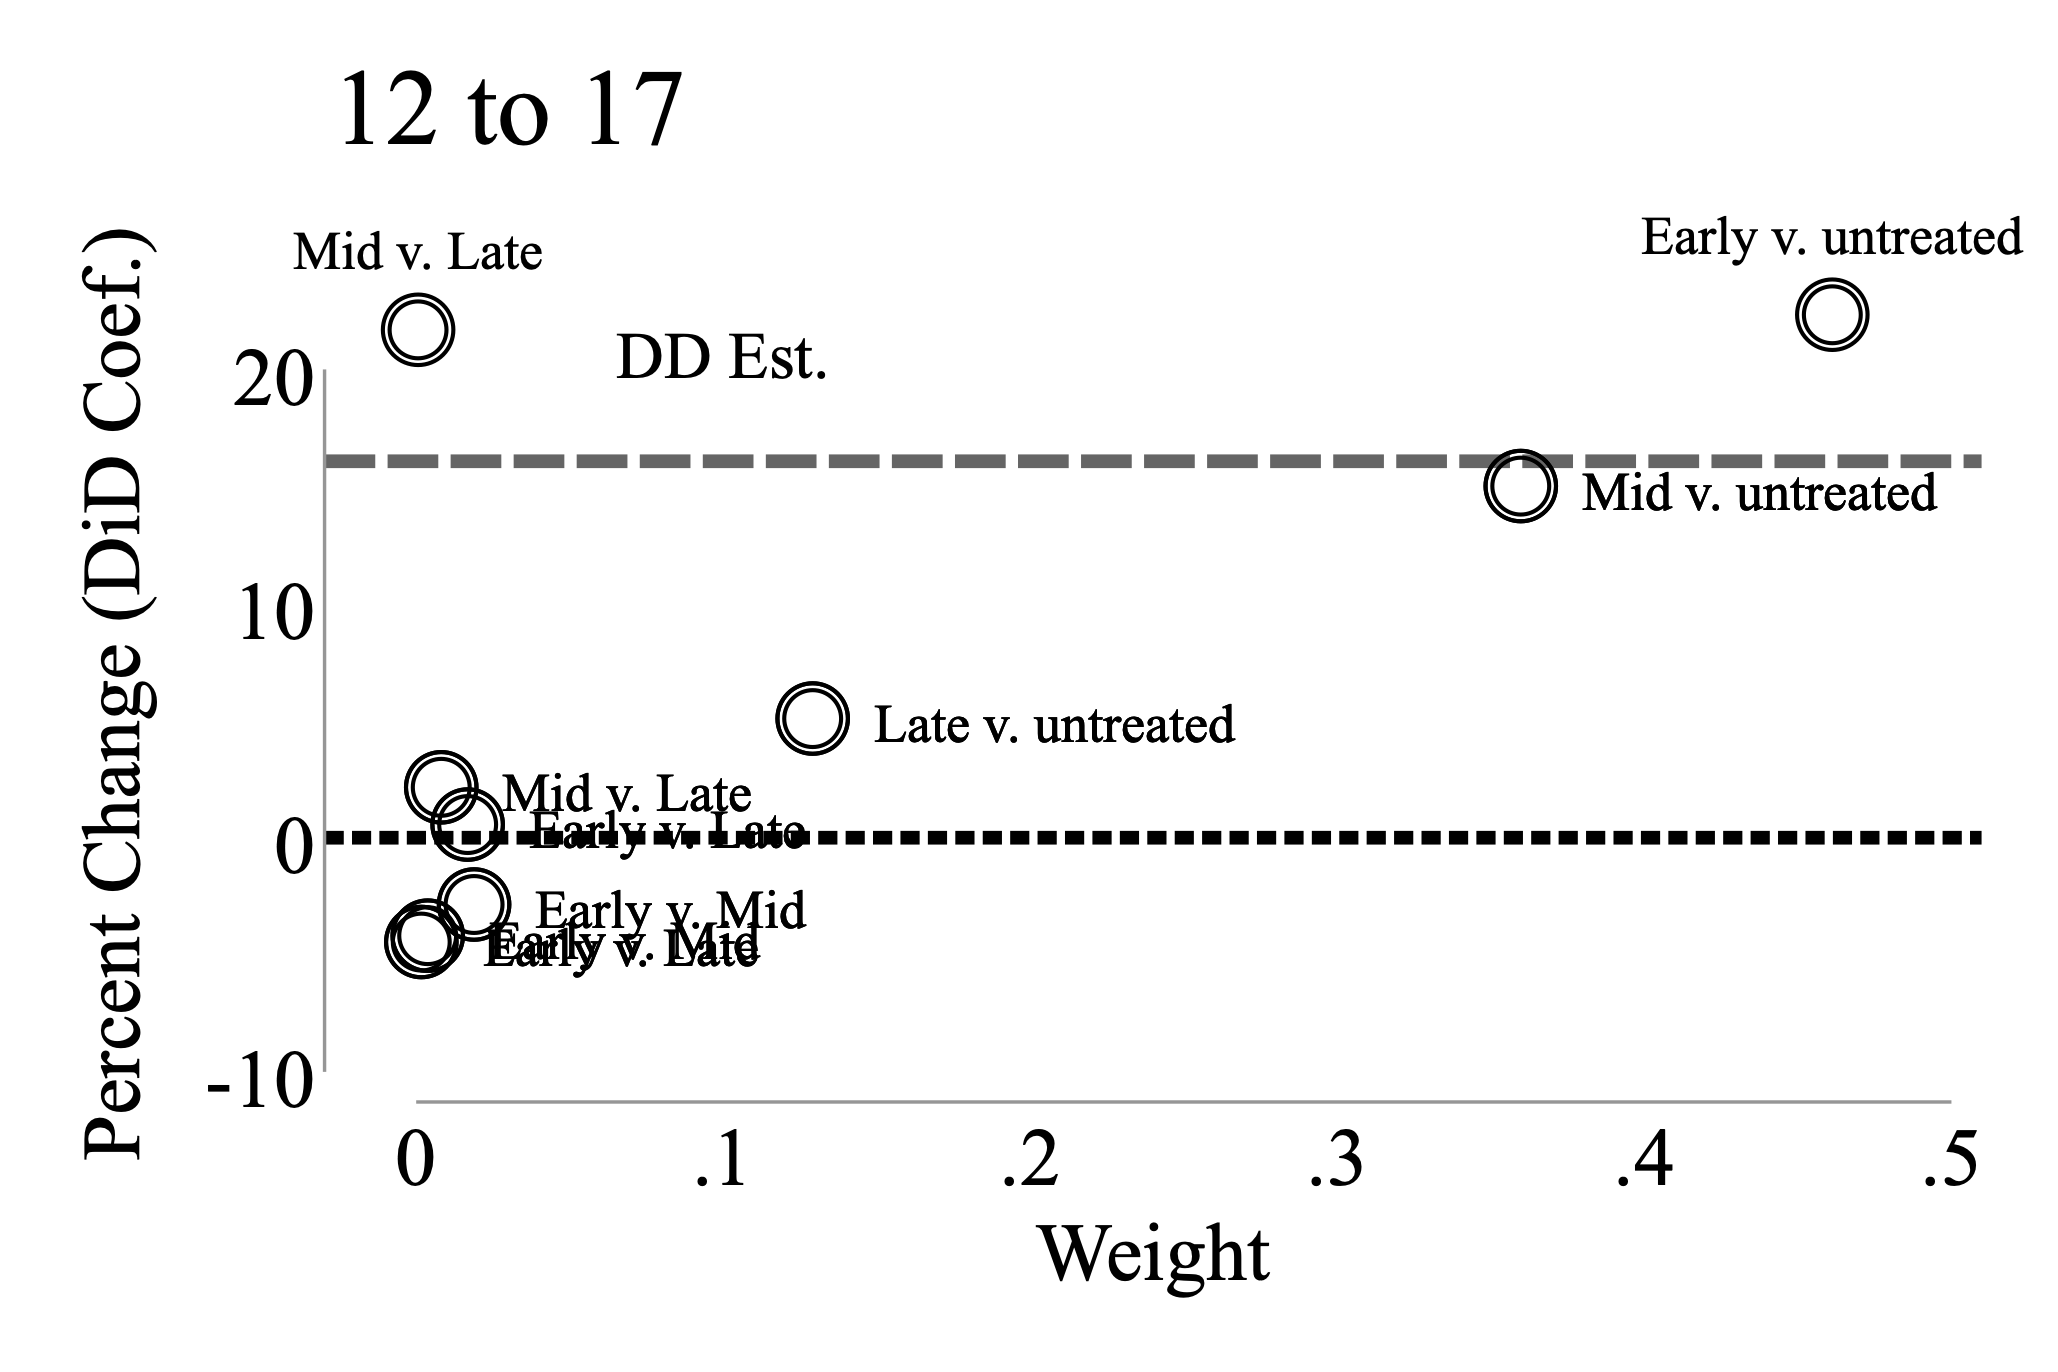 12 to 17
Mid v. Late
Early v. untreated
DD Est.
Mid v. untreated
Late v. untreated
Mid v. Late
Early v. Late
Early v. Mid
Early v. Mid
Early v. Late
Percent Change (DiD Coef.)
20
10
0
-10
0 .1 .2 .3 .4 .5
Weight